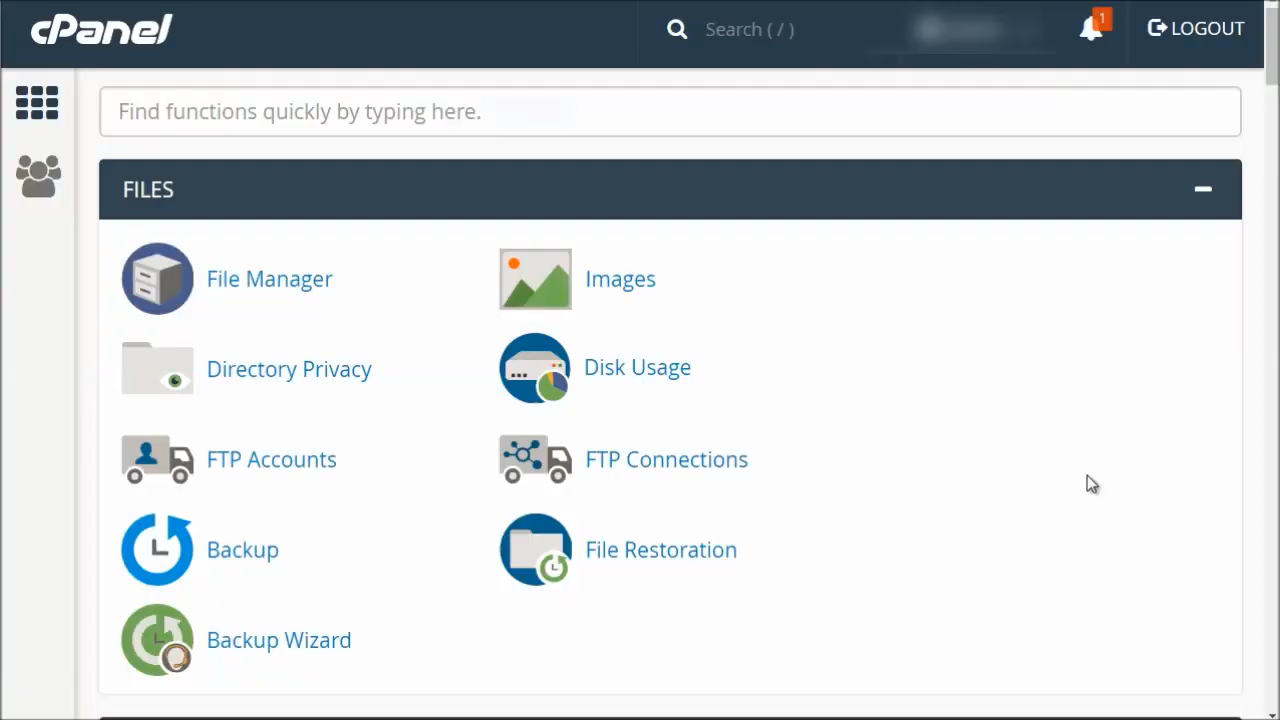 cPanel
Search ( / )
1
LOGOUT
Find functions quickly by typing here.
FILES
File Manager
Images
Directory Privacy
Disk Usage
FTP Accounts
FTP Connections
Backup
File Restoration
Backup Wizard